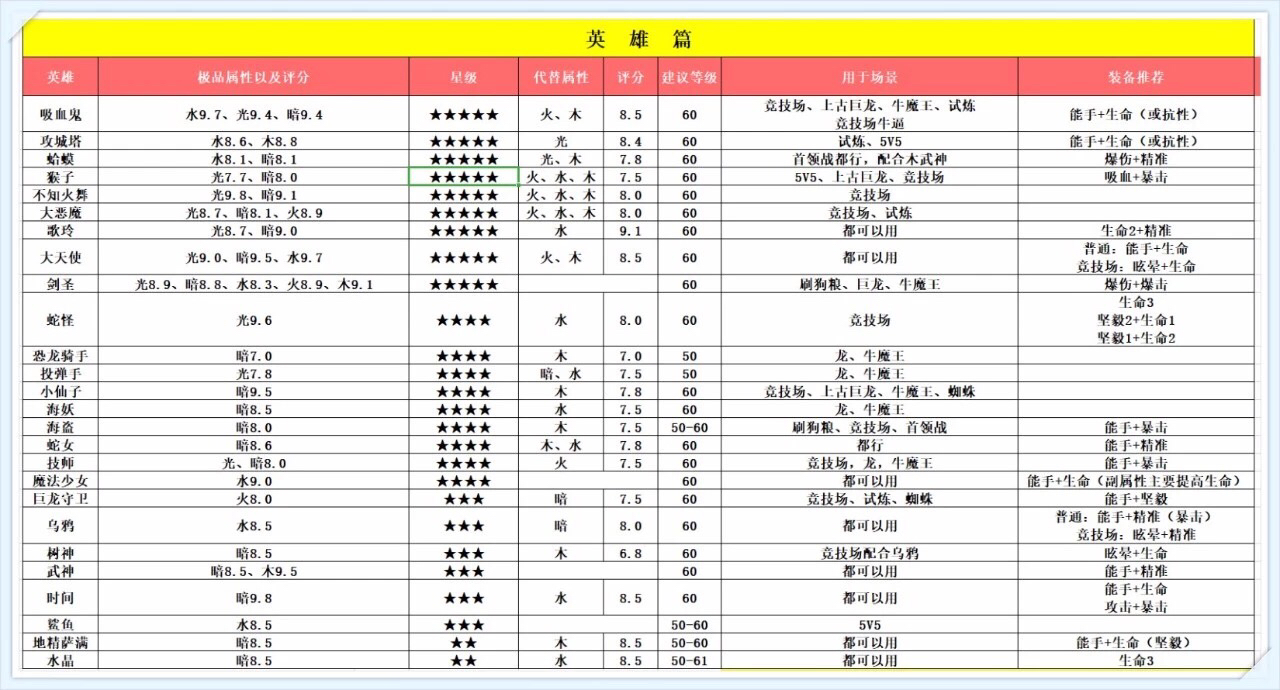 英 雄 篇
英雄 极品属性以及评分 星级 代替属性 评分 建议等级 用于场景 装备推荐
吸血鬼 水9.7、光9.4、暗9.4 ★★★★★ 火、木 8.5 60 竞技场、上古巨龙、牛魔王、试炼 能手+生命（或抗性）
竞技场牛逼
攻城塔 水8.6、木8.8 ★★★★★ 光 8.4 60 试炼、5V5 能手+生命（或抗性）
蛤蟆 水8.1、暗8.1 ★★★★★ 光、木 7.8 60 首领战都行，配合木武神 爆伤+精准
猴子 光7.7、暗8.0 ★★★★★ 火、水、木 7.5 60 5V5、上古巨龙、竞技场 吸血+暴击
不知火舞 光9.8、暗9.1 ★★★★★ 火、水、木 8.0 60 竞技场
大恶魔 光8.7、暗8.1、火8.9 ★★★★★ 火、水、木 8.0 60 竞技场、试炼
歌玲 光8.7、暗9.0 ★★★★★ 水 9.1 60 都可以用 生命2+精准
大天使 光9.0、暗9.5、水9.7 ★★★★★ 火、木 8.5 60 都可以用 普通：能手+生命
竞技场：眩晕+生命
剑圣 光8.9、暗8.8、水8.3、火8.9、木9.1 ★★★★★ 60 刷狗粮、巨龙、牛魔王 爆伤+爆击
蛇怪 光9.6 ★★★★ 水 8.0 60 竞技场 生命3
坚毅2+生命1
坚毅1+生命2
恐龙骑手 暗7.0 ★★★★ 木 7.0 50 龙、牛魔王
投弹手 光7.8 ★★★★ 暗、水 7.5 50 龙、牛魔王
小仙子 暗9.5 ★★★★ 木 7.8 60 竞技场、上古巨龙、牛魔王、蜘蛛
海妖 暗8.5 ★★★★ 水 7.5 60 龙、牛魔王
海盗 暗8.0 ★★★★ 木 7.5 50-60 刷狗粮、竞技场、首领战 能手+暴击
蛇女 暗8.6 ★★★★ 木、水 7.8 60 都行 能手+精准
技师 光、暗8.0 ★★★★ 火 7.5 60 竞技场，龙，牛魔王 能手+暴击
魔法少女 水9.0 ★★★★ 60 都可以用 能手+生命（副属性主要提高生命）
巨龙守卫 火8.0 ★★★ 暗 7.5 60 竞技场、试炼、蜘蛛 能手+坚毅
乌鸦 水8.5 ★★★ 暗 8.0 60 都可以用 普通：能手+精准（暴击）
竞技场：眩晕+精准
树神 暗8.5 ★★★ 木 6.8 60 竞技场配合乌鸦 眩晕+生命
武神 暗8.5、木9.5 ★★★ 60 都可以用 能手+精准
时间 暗9.8 ★★★ 水 8.5 60 都可以用 能手+生命
攻击+暴击
鲨鱼 水8.5 ★★★ 50-60 5V5
地精萨满 暗8.5 ★★ 木 8.5 50-60 都可以用 能手+生命（坚毅）
水晶 暗8.5 ★★ 水 8.5 50-61 都可以用 生命3